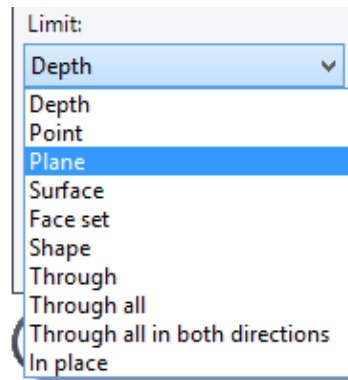 Limit:
Depth
Depth
Point
Plane
Surface
Face set
Shape
Through
Through all
Through all in both directions
In place